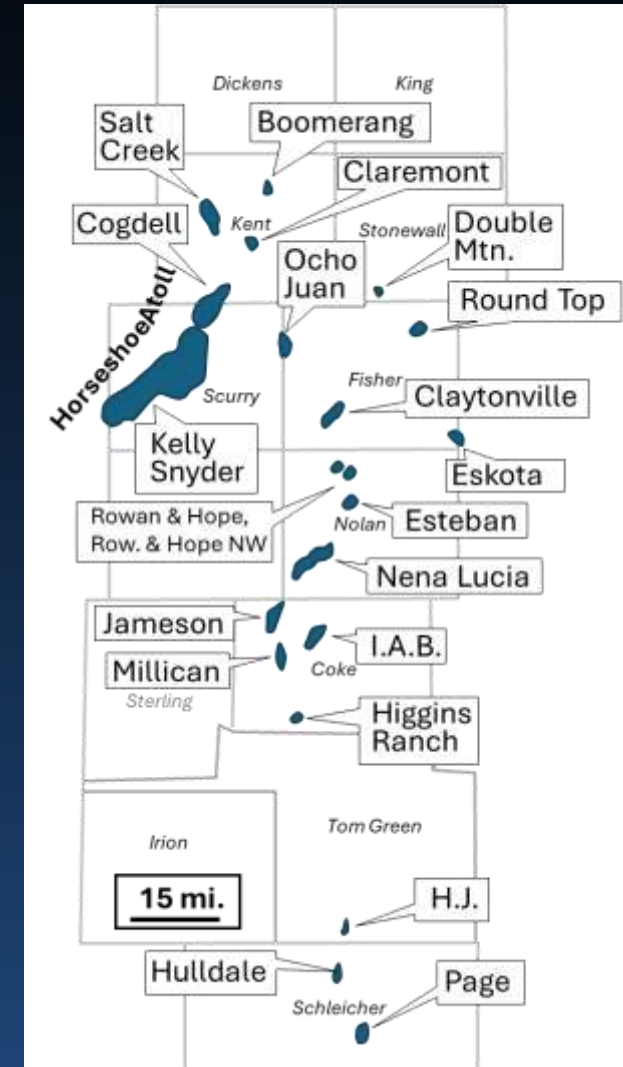 Dickens
King
Salt
Creek
Boomerang
Claremont
Cogdell
Kent
Stonewall
Double
Mtn.
Ocho
Juan
Round Top
HorseshoeAtoll
Scurry
Fisher
Claytonville
Kelly
Snyder
Eskota
Rowan & Hope,
Row. & Hope NW
Nolan
Esteban
Nena Lucia
Jameson
I.A.B.
Millican
Coke
Sterling
Higgins
Ranch
Irion
Tom Green
15 mi.
H.J.
Hulldale
Page
Schleicher